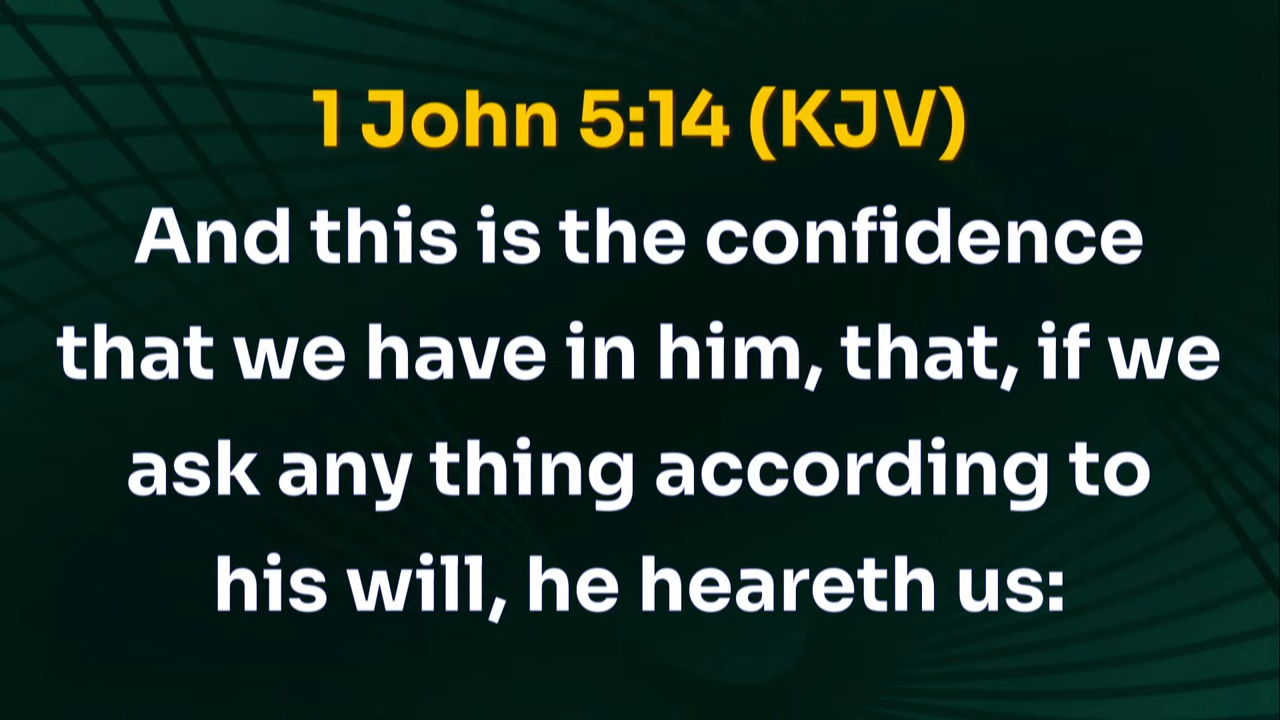 1 John 5:14 (KJV)
And this is the confidence
that we have in him, that, if we
ask any thing according to
his will, he heareth us: